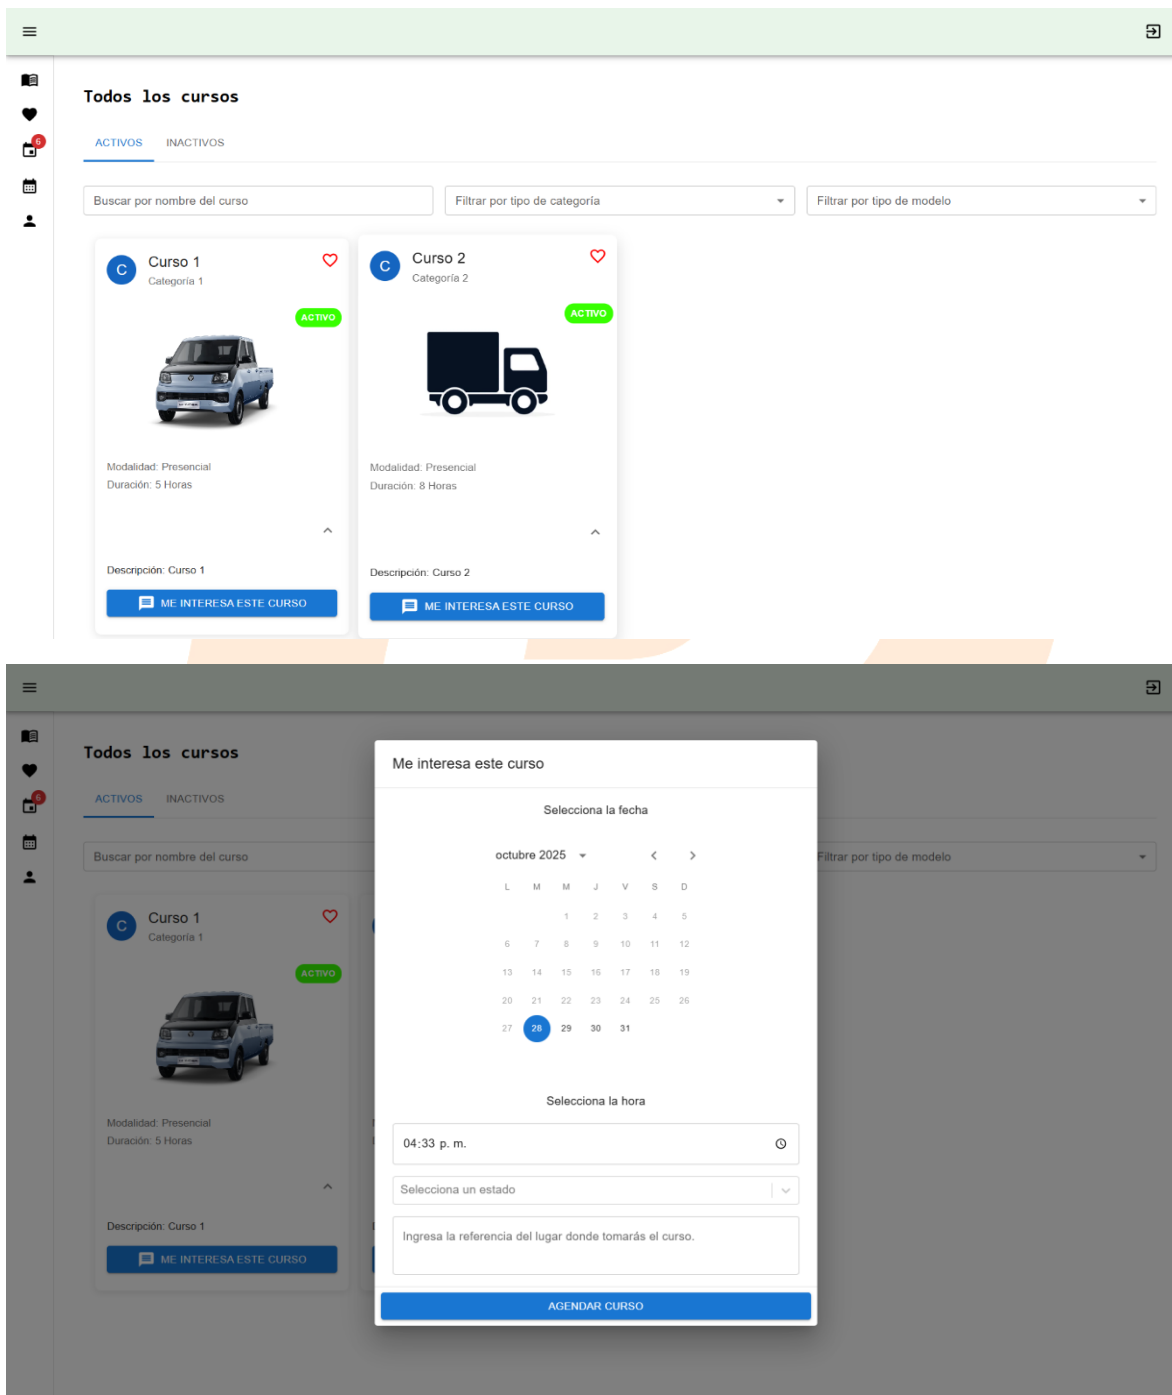 Todos los cursos
6
ACTIVOS INACTIVOS
Buscar por nombre del curso Filtrar por tipo de categoría Filtrar por tipo de modelo
C Curso 1
Categoría 1
ACTIVO
Modalidad: Presencial
Duración: 5 Horas
Descripción: Curso 1
ME INTERESA ESTE CURSO
C Curso 2
Categoría 2
ACTIVO
Modalidad: Presencial
Duración: 8 Horas
Descripción: Curso 2
ME INTERESA ESTE CURSO
Todos los cursos
6
ACTIVOS INACTIVOS
Buscar por nombre del curso Filtrar por tipo de modelo
C Curso 1
Categoría 1
ACTIVO
Modalidad: Presencial
Duración: 5 Horas
Descripción: Curso 1
ME INTERESA ESTE CURSO
Me interesa este curso
Selecciona la fecha
octubre 2025
L M M J V S D
1 2 3 4 5
6 7 8 9 10 11 12
13 14 15 16 17 18 19
20 21 22 23 24 25 26
27 28 29 30 31
Selecciona la hora
04:33 p. m.
Selecciona un estado
Ingresa la referencia del lugar donde tomarás el curso.
AGENDAR CURSO